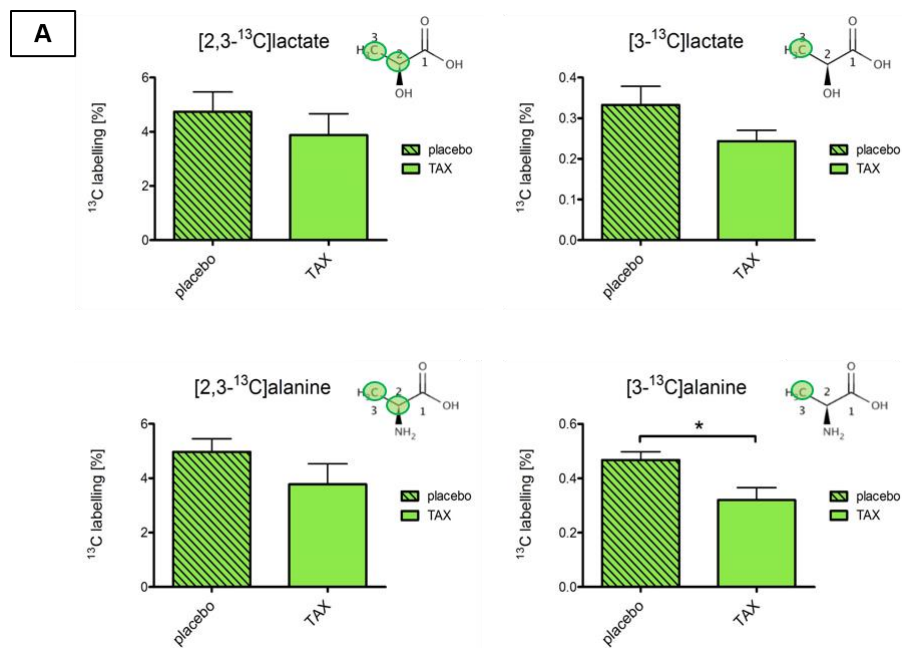 A
[2,3-¹³C]lactate
3
H₃C
2
O
1
OH
OH
6
4
2
0
¹³C labelling [%]
placebo
TAX
placebo
TAX
[3-¹³C]lactate
3
H₃C
2
O
1
OH
OH
0.4
0.3
0.2
0.1
0.0
¹³C labelling [%]
placebo
TAX
placebo
TAX
[2,3-¹³C]alanine
H₃C
3
2
O
1
OH
NH₂
6
4
2
0
¹³C labelling [%]
placebo
TAX
placebo
TAX
[3-¹³C]alanine
H₃C
3
2
O
1
OH
NH₂
0.6
0.4
0.2
0.0
*
¹³C labelling [%]
placebo
TAX
placebo
TAX